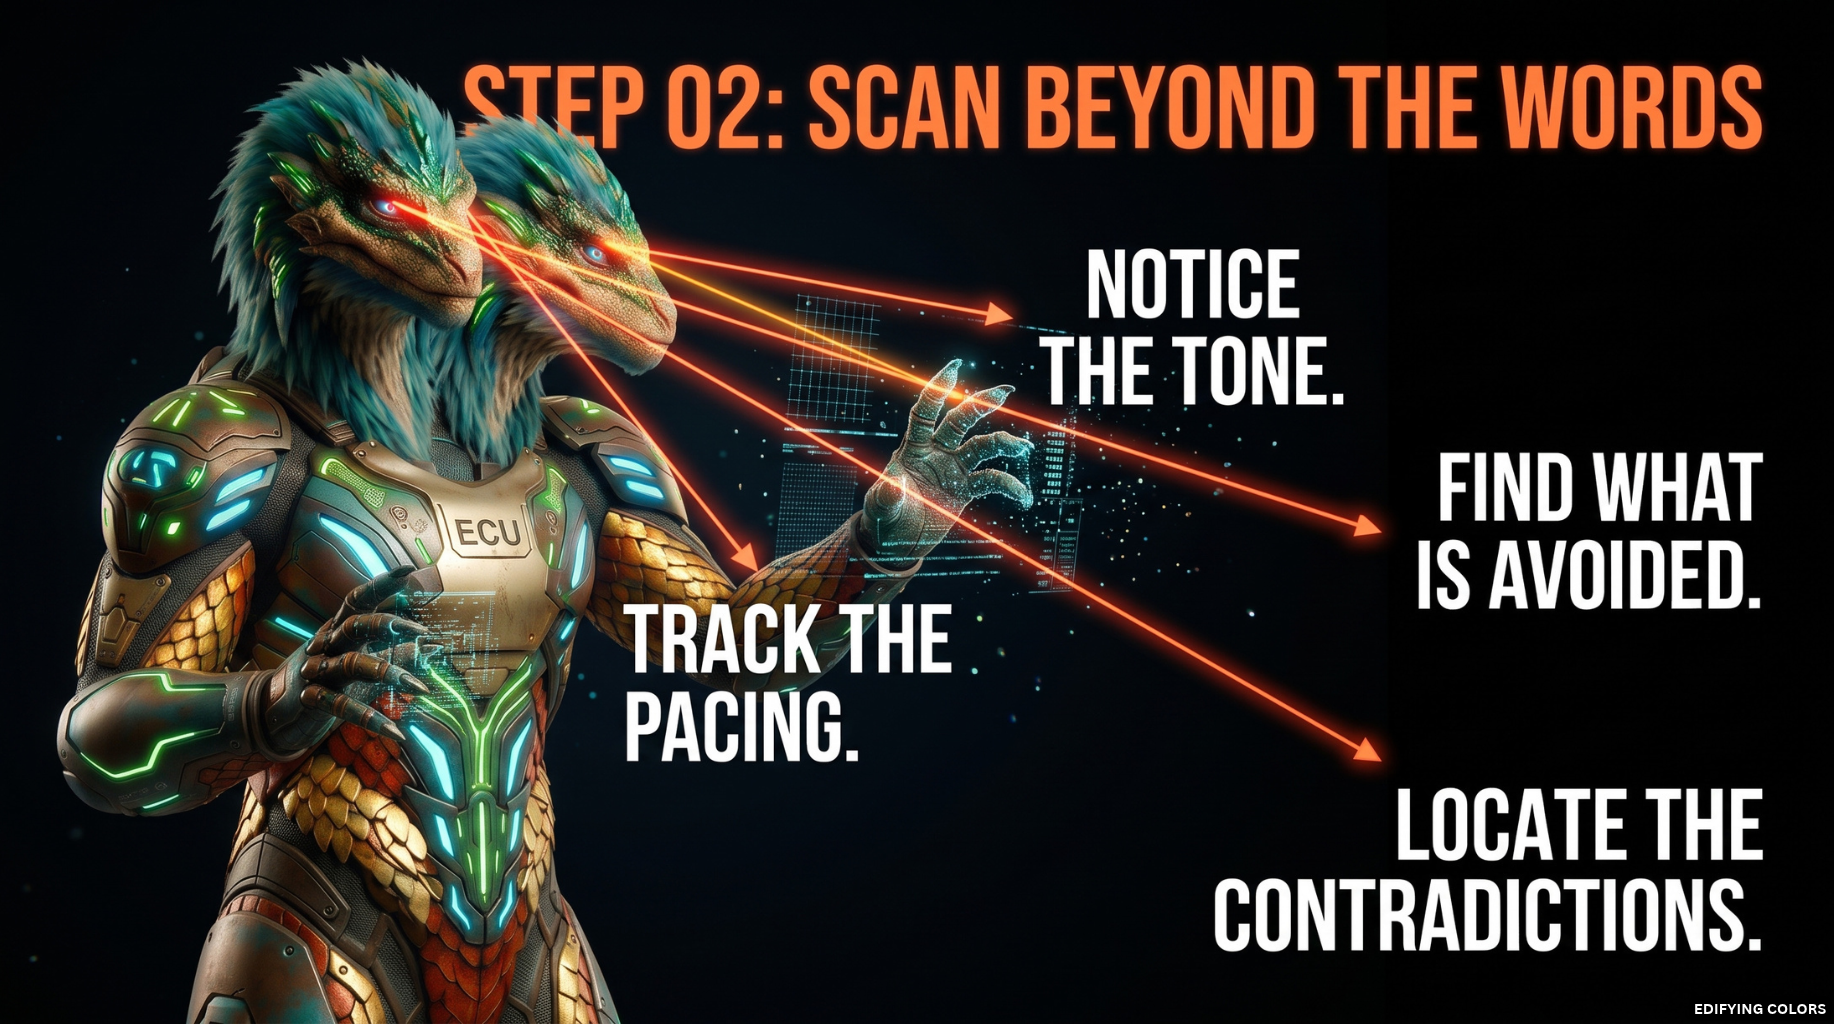 STEP 02: SCAN BEYOND THE WORDS
NOTICE
THE TONE.
FIND WHAT
IS AVOIDED.
ECU
TRACK THE
PACING.
LOCATE THE
CONTRADICTIONS.
EDIFYING COLORS